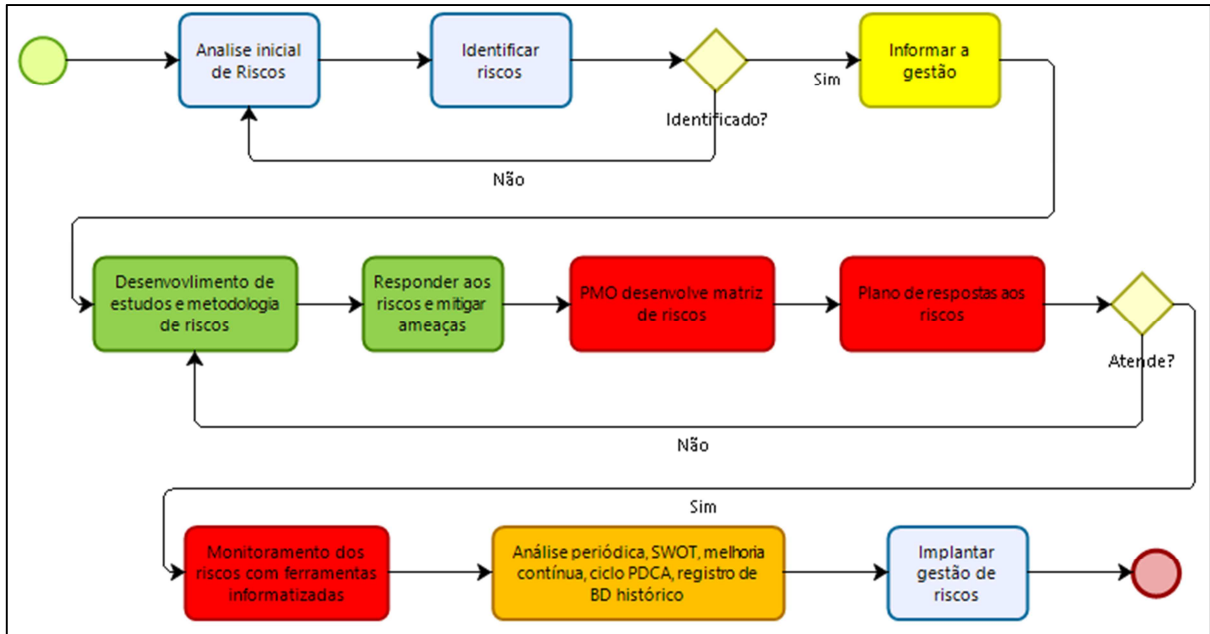 Analise inicial
de Riscos
Identificar
riscos
Identificado?
Sim
Informar a
gestão
Não
Desenvovlimento de
estudos e metodologia
de riscos
Responder aos
riscos e mitigar
ameaças
PMO desenvolve matriz
de riscos
Plano de respostas aos
riscos
Atende?
Não
Sim
Monitoramento dos
riscos com ferramentas
informatizadas
Análise periódica, SWOT, melhoria
contínua, ciclo PDCA, registro de
BD histórico
Implantar
gestão de
riscos